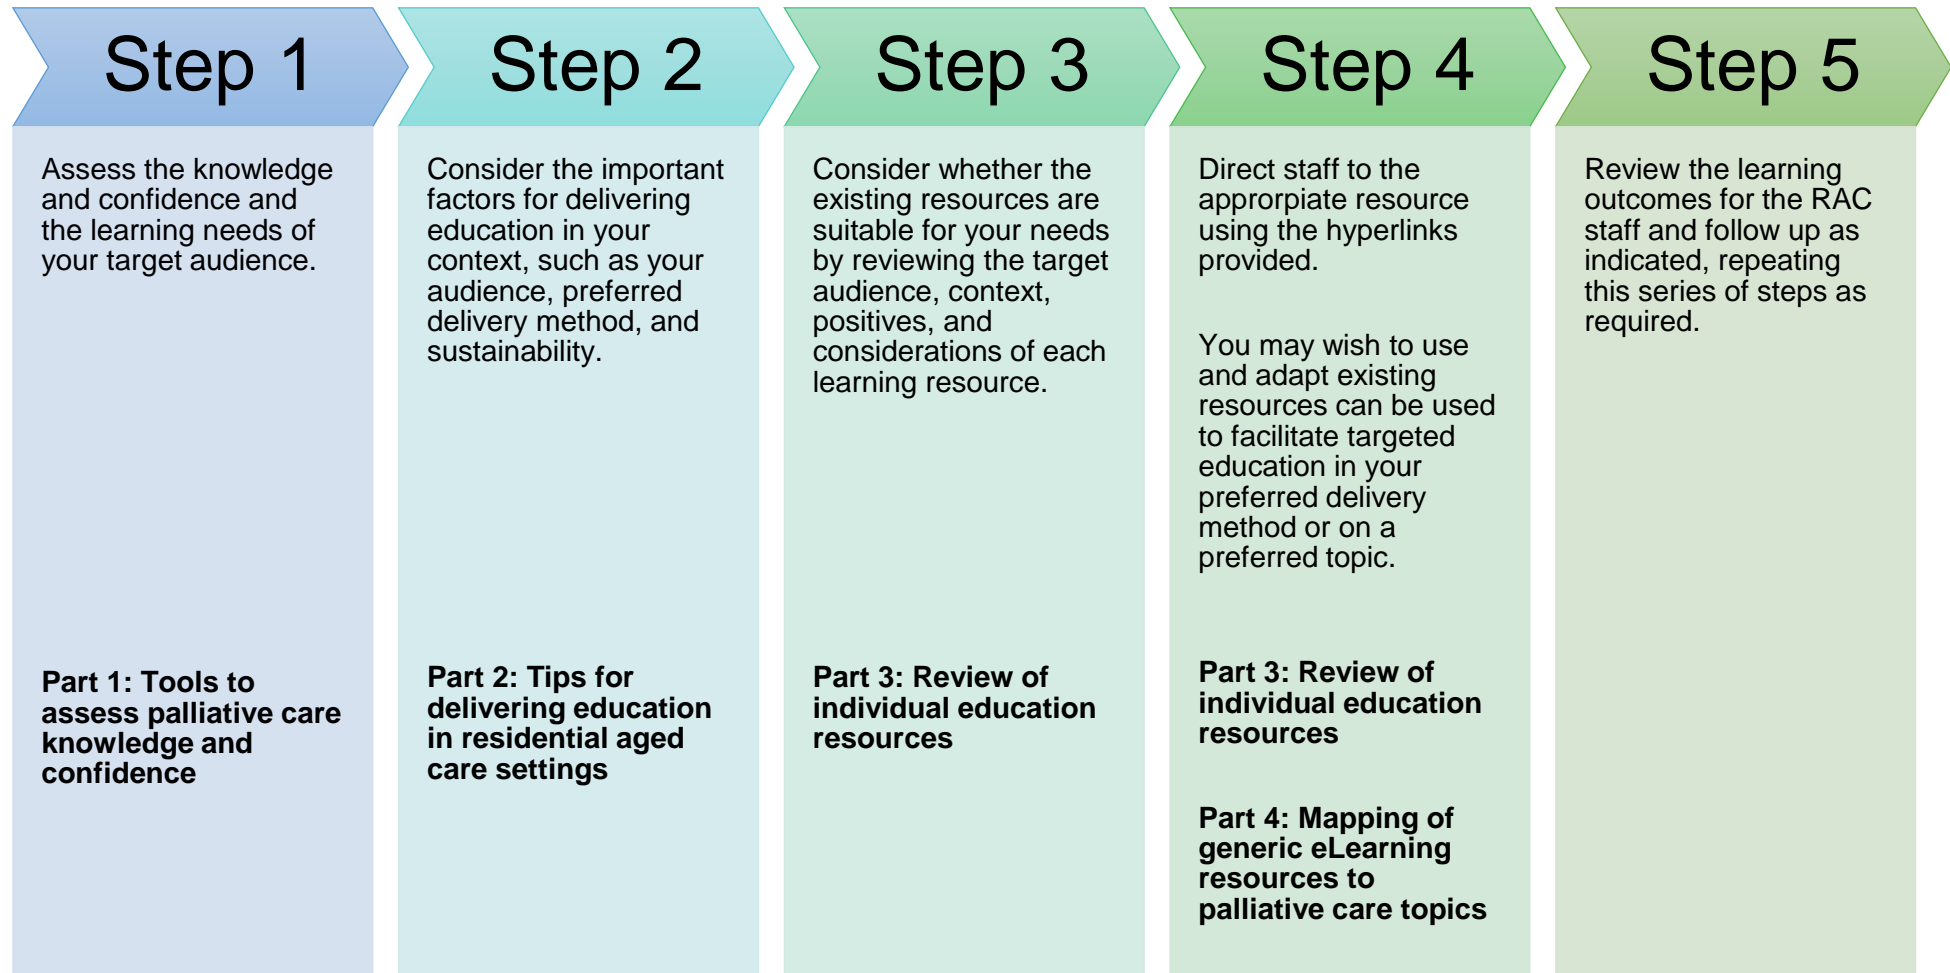 Step 1
Assess the knowledge
and confidence and
the learning needs of
your target audience.
Part 1: Tools to
assess palliative care
knowledge and
confidence
Step 2
Consider the important
factors for delivering
education in your
context, such as your
audience, preferred
delivery method, and
sustainability.
Part 2: Tips for
delivering education
in residential aged
care settings
Step 3
Consider whether the
existing resources are
suitable for your needs
by reviewing the target
audience, context,
positives, and
considerations of each
learning resource.
Part 3: Review of
individual education
resources
Step 4
Direct staff to the
approrpiate resource
using the hyperlinks
provided.
You may wish to use
and adapt existing
resources can be used
to facilitate targeted
education in your
preferred delivery
method or on a
preferred topic.
Part 3: Review of
individual education
resources
Part 4: Mapping of
generic eLearning
resources to
palliative care topics
Step 5
Review the learning
outcomes for the RAC
staff and follow up as
indicated, repeating
this series of steps as
required.